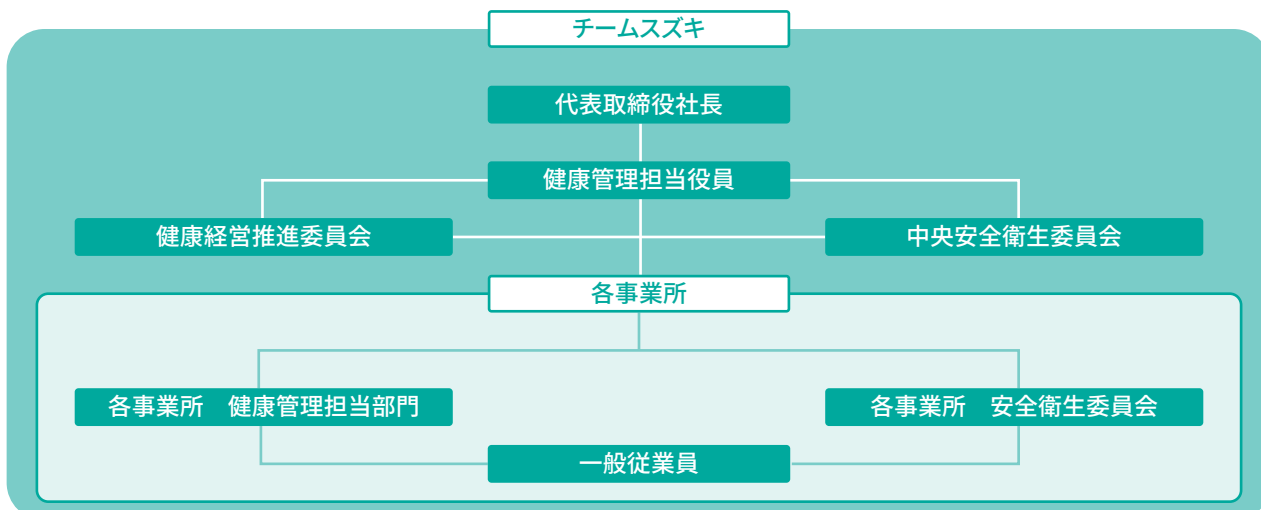 チームスズキ
代表取締役社長
健康管理担当役員
健康経営推進委員会
中央安全衛生委員会
各事業所
各事業所　健康管理担当部門
各事業所　安全衛生委員会
一般従業員